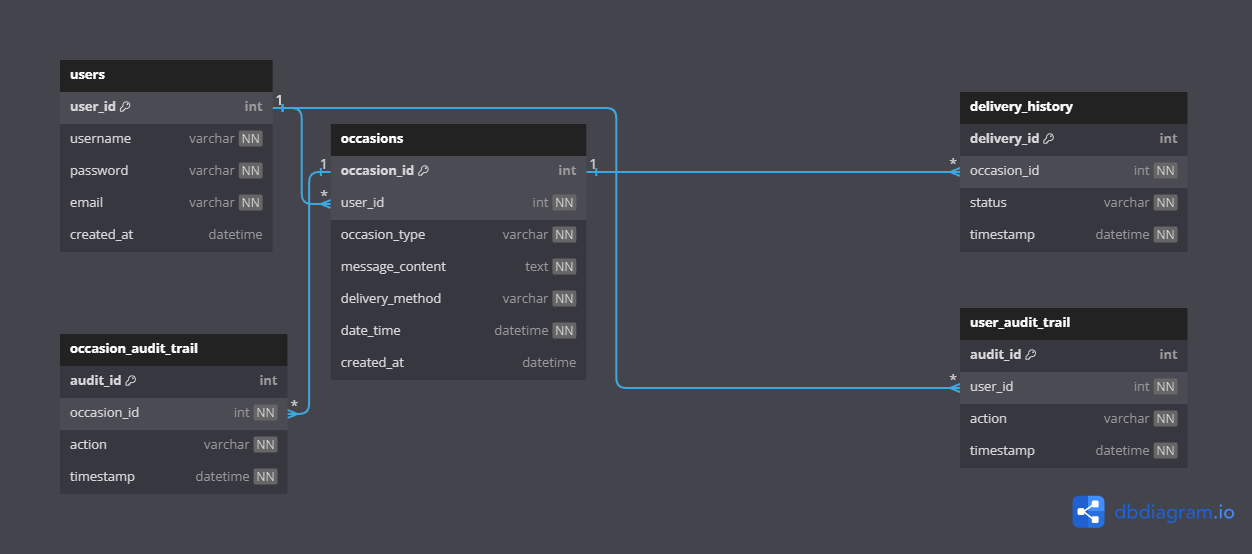 users
user_id int
username varchar NN
password varchar NN
email varchar NN
created_at datetime
1
*
occasions
1 occasion_id int 1
user_id int NN
occasion_type varchar NN
message_content text NN
delivery_method varchar NN
date_time datetime NN
created_at datetime
occasion_audit_trail
audit_id int
occasion_id int NN *
action varchar NN
timestamp datetime NN
delivery_history
delivery_id int
* occasion_id int NN
status varchar NN
timestamp datetime NN
user_audit_trail
audit_id int
* user_id int NN
action varchar NN
timestamp datetime NN
dbdiagram.io